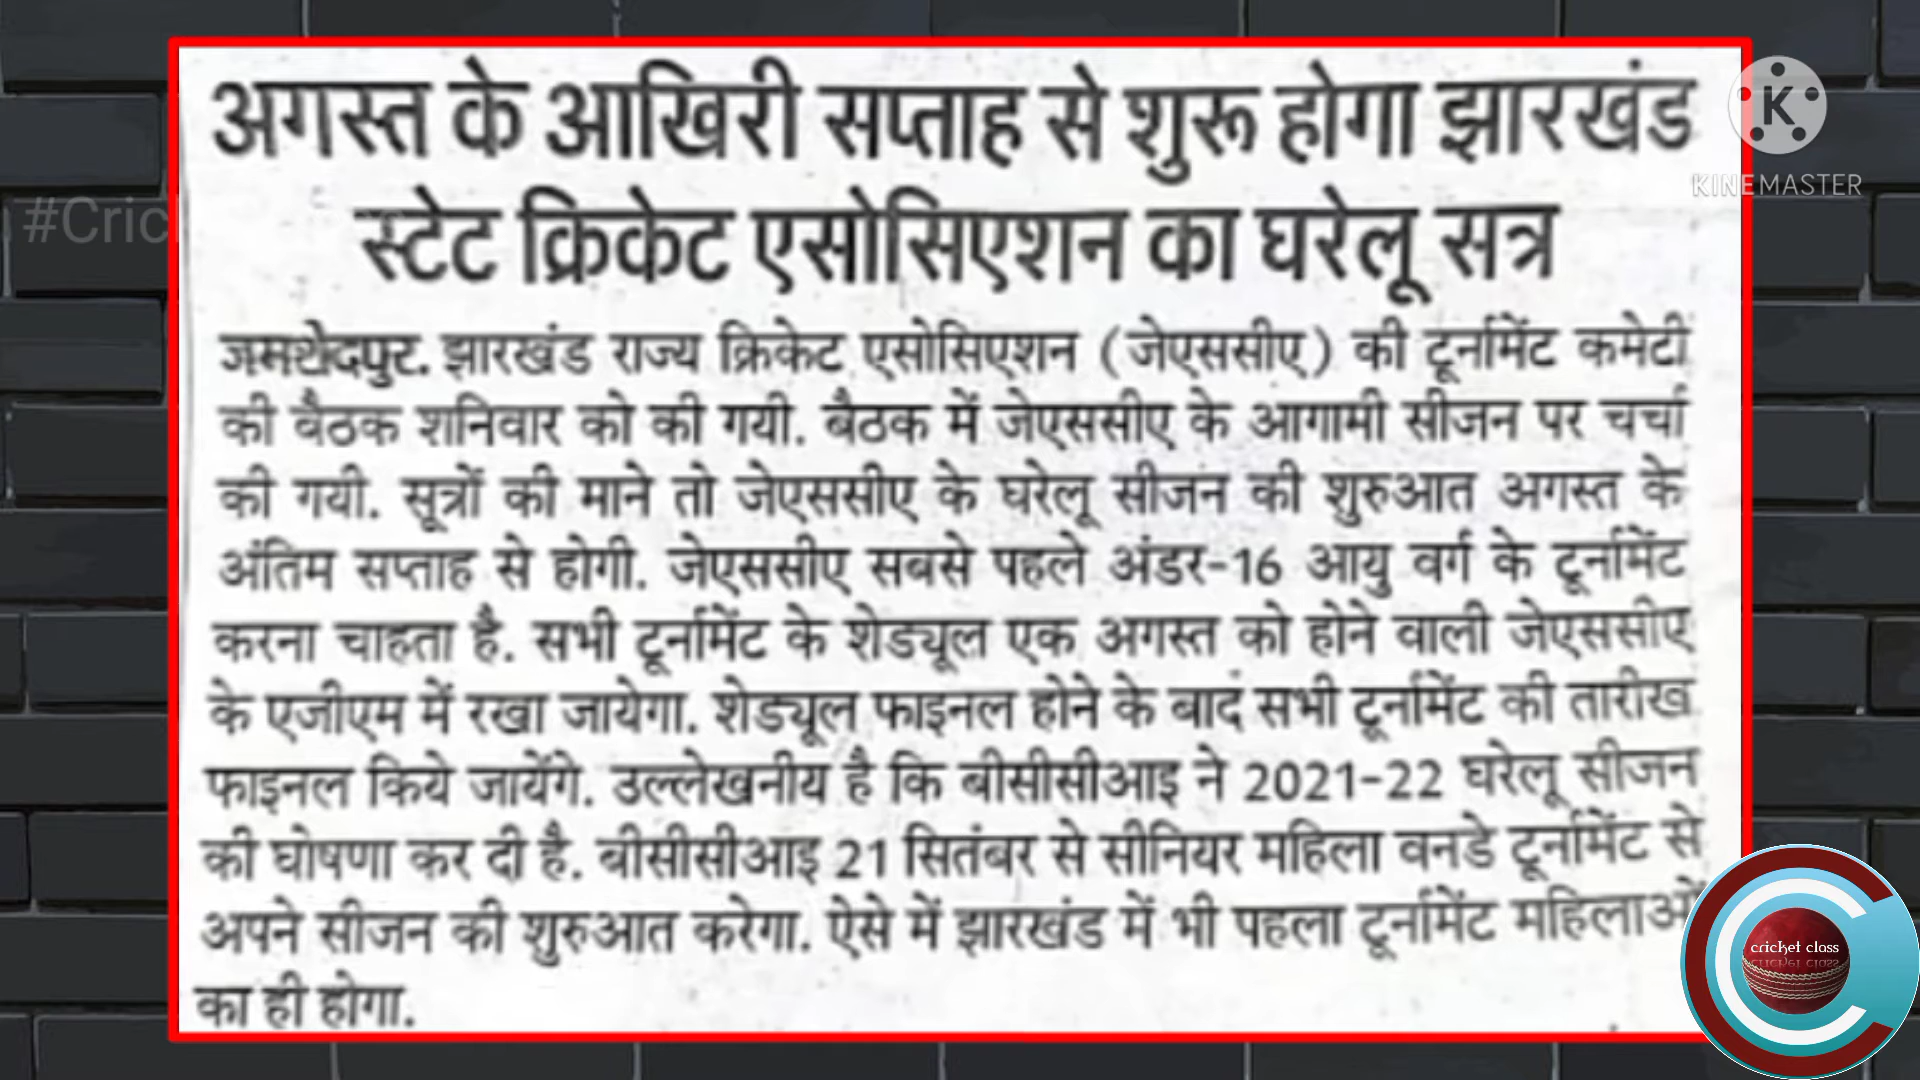 अगस्त के आखिरी सप्ताह से शुरू होगा झारखंड
स्टेट क्रिकेट एसोसिएशन का घरेलू सत्र
जमशेदपुर. झारखंड राज्य क्रिकेट एसोसिएशन (जेएससीए) की टूर्नामेंट कमेटी
की बैठक शनिवार को की गयी. बैठक में जेएससीए के आगामी सीजन पर चर्चा
की गयी. सूत्रों की माने तो जेएससीए के घरेलू सीजन की शुरुआत अगस्त के
अंतिम सप्ताह से होगी. जेएससीए सबसे पहले अंडर-16 आयु वर्ग के टूर्नामेंट
करना चाहता है. सभी टूर्नामेंट के शेड्यूल एक अगस्त को होने वाली जेएससीए
के एजीएम में रखा जायेगा. शेड्यूल फाइनल होने के बाद सभी टूर्नामेंट की तारीख
फाइनल किये जायेंगे. उल्लेखनीय है कि बीसीसीआइ ने 2021-22 घरेलू सीजन
की घोषणा कर दी है. बीसीसीआइ 21 सितंबर से सीनियर महिला वनडे टूर्नामेंट से
अपने सीजन की शुरुआत करेगा. ऐसे में झारखंड में भी पहला टूर्नामेंट महिलाओं
का ही होगा.
K
KINEMASTER
#Cric
cricket class